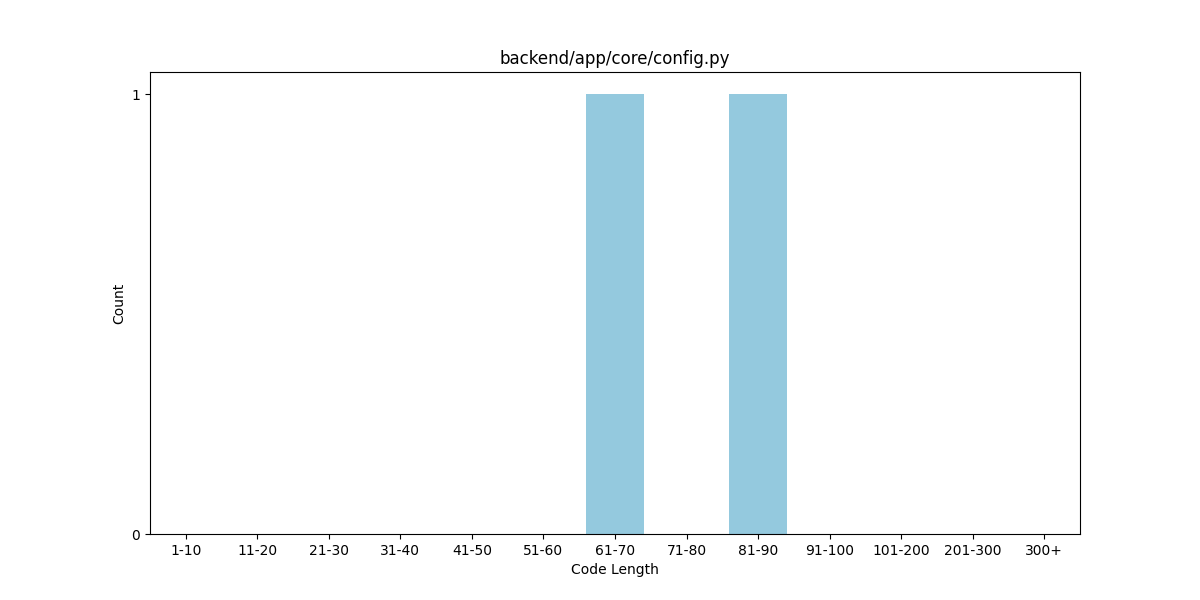 backend/app/core/config.py
1
Count
0
1-10 11-20 21-30 31-40 41-50 51-60 61-70 71-80 81-90 91-100 101-200 201-300 300+
Code Length